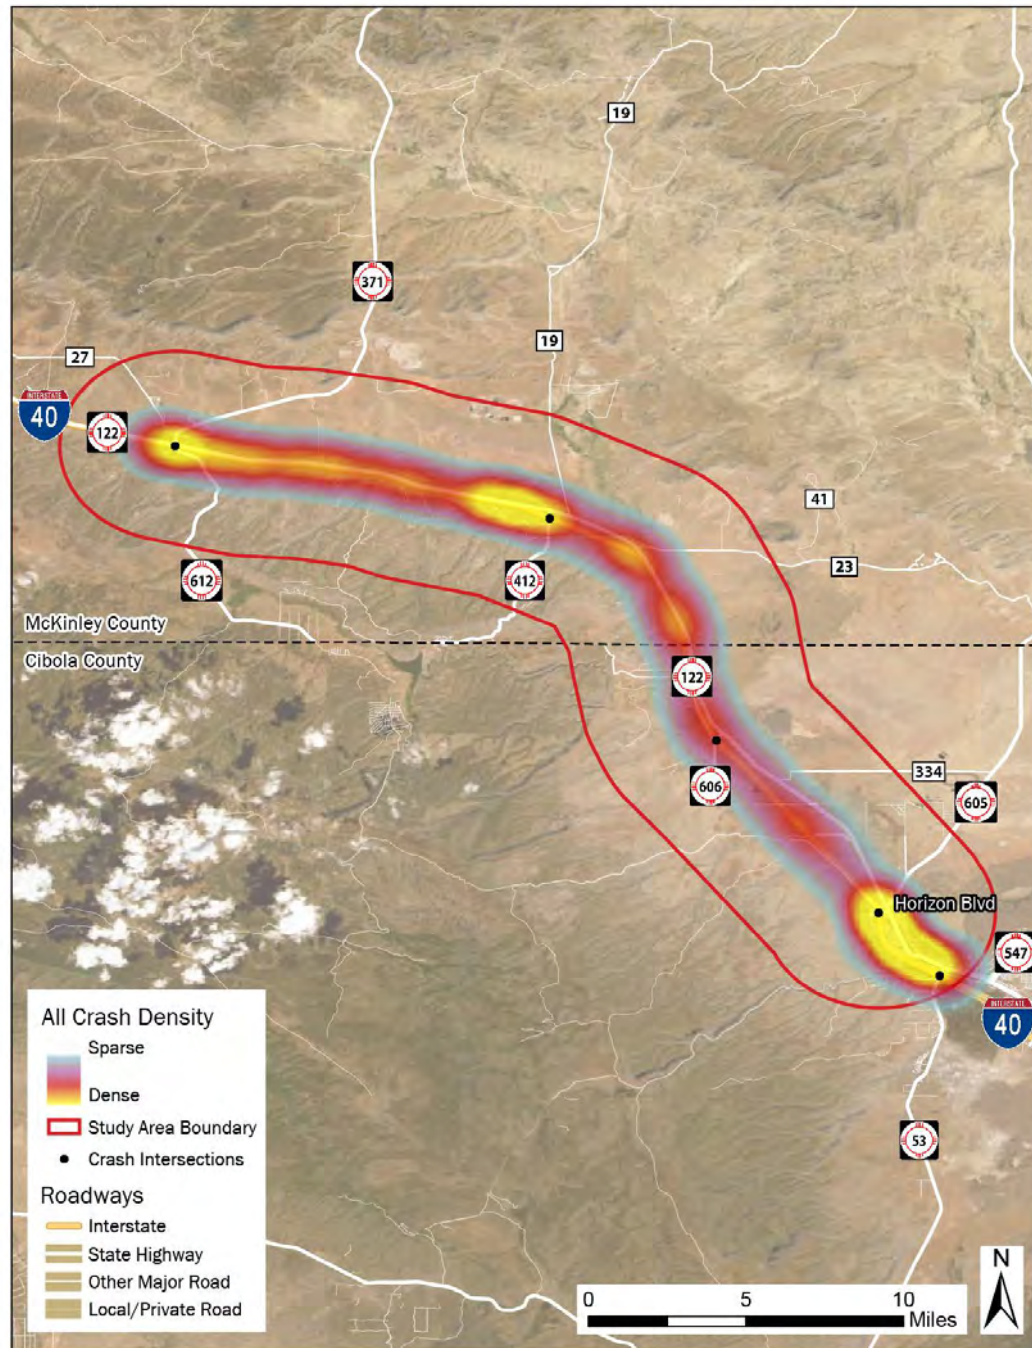 19
371
19
27
INTERSTATE
40
122
41
23
612
412
McKinley County
Cibola County
122
334
606
605
Horizon Blvd
547
INTERSTATE
40
53
All Crash Density
Sparse
Dense
Study Area Boundary
Crash Intersections
Roadways
Interstate
State Highway
Other Major Road
Local/Private Road
N
0 5 10
Miles